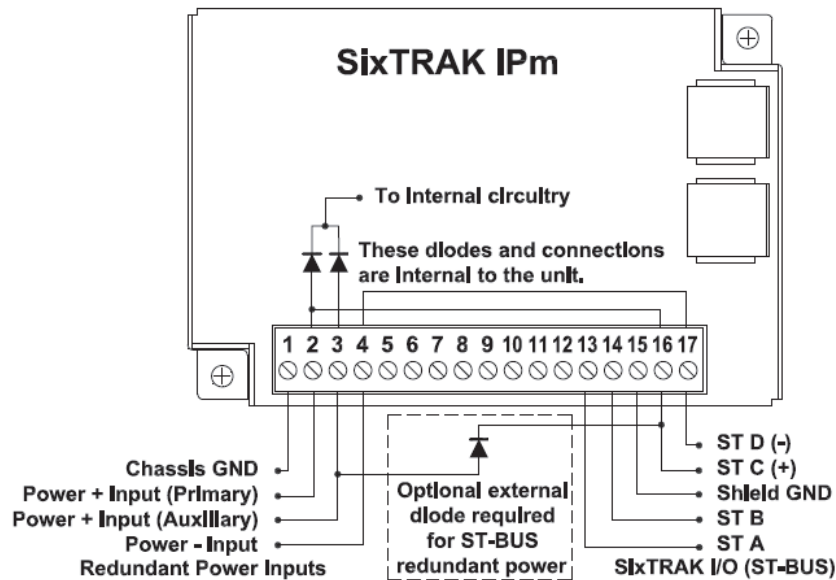 SixTRAK IPm
To Internal circuitry
These diodes and connections
are Internal to the unit.
1 2 3 4 5 6 7 8 9 10 11 12 13 14 15 16 17
Chassis GND
Power + Input (Primary)
Power + Input (Auxiliary)
Power - Input
Redundant Power Inputs
Optional external
diode required
for ST-BUS
redundant power
ST D (-)
ST C (+)
Shield GND
ST B
ST A
SixTRAK I/O (ST-BUS)